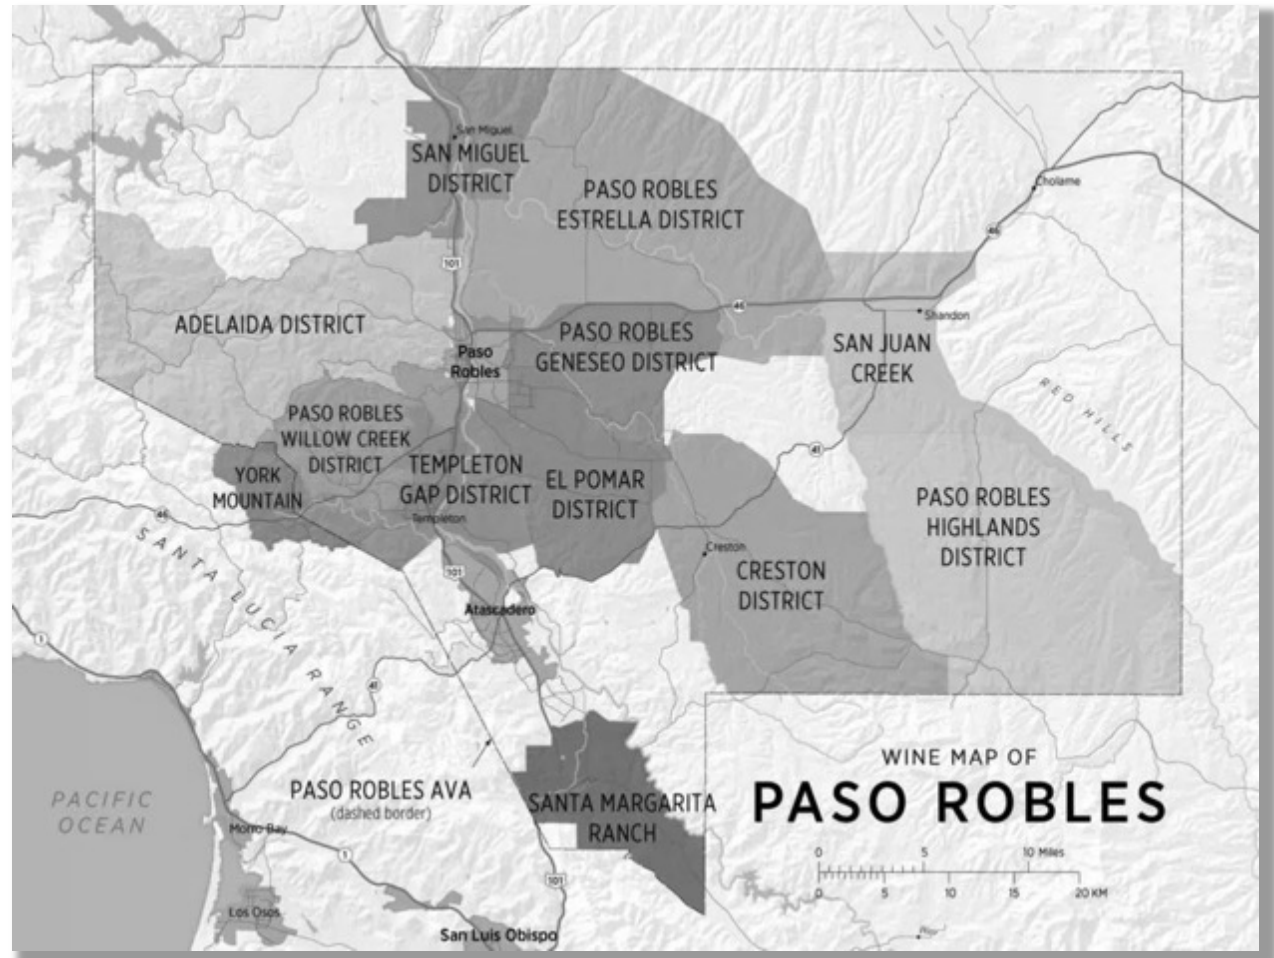 San Miguel
SAN MIGUEL
DISTRICT
PASO ROBLES
ESTRELLA DISTRICT
Cholame
46
101
46
ADELAIDA DISTRICT
Paso
Robles
PASO ROBLES
GENESEO DISTRICT
Shandon
SAN JUAN
CREEK
RED HILLS
PASO ROBLES
WILLOW CREEK
DISTRICT
YORK
MOUNTAIN
TEMPLETON
GAP DISTRICT
EL POMAR
DISTRICT
41
PASO ROBLES
HIGHLANDS
DISTRICT
46
Templeton
SANTA LUCIA RANGE
Creston
CRESTON
DISTRICT
101
Atascadero
1
41
PASO ROBLES AVA
(dashed border)
SANTA MARGARITA
RANCH
PACIFIC
OCEAN
Morro Bay
1
101
Los Osos
San Luis Obispo
WINE MAP OF
PASO ROBLES
0 5 10 Miles
0 5 10 15 20 KM